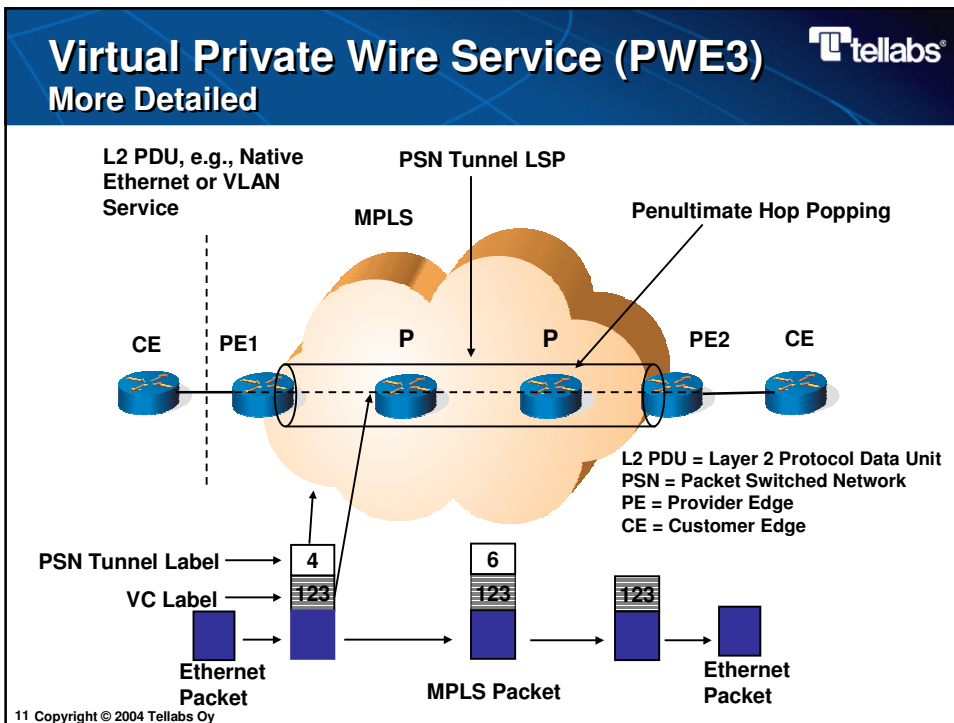 Virtual Private Wire Service (PWE3)
More Detailed
tellabs®
L2 PDU, e.g., Native
Ethernet or VLAN
Service
PSN Tunnel LSP
MPLS
Penultimate Hop Popping
CE
PE1
P
P
PE2
CE
L2 PDU = Layer 2 Protocol Data Unit
PSN = Packet Switched Network
PE = Provider Edge
CE = Customer Edge
PSN Tunnel Label
4
6
VC Label
123
123
123
Ethernet
Packet
MPLS Packet
Ethernet
Packet
11 Copyright © 2004 Tellabs Oy